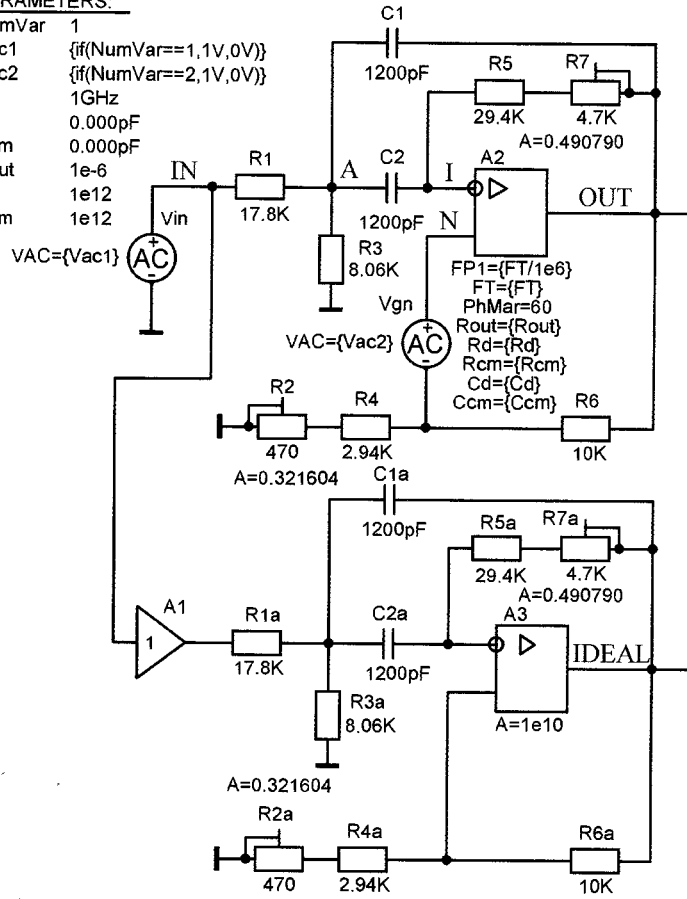 RAMETERS:
mVar 1
c1 {if(NumVar==1,1V,0V)}
c2 {if(NumVar==2,1V,0V)}
1GHz
0.000pF
m 0.000pF
ut 1e-6
1e12
m 1e12
C1
1200pF
R5
29.4K
R7
4.7K
A=0.490790
IN
R1
17.8K
A
C2
1200pF
I
N
A2
OUT
Vin
AC
VAC={Vac1}
R3
8.06K
FP1={FT/1e6}
FT={FT}
PhMar=60
Rout={Rout}
Rd={Rd}
Rcm={Rcm}
Cd={Cd}
Ccm={Ccm}
Vgn
AC
VAC={Vac2}
R2
470
A=0.321604
R4
2.94K
R6
10K
C1a
1200pF
R5a
29.4K
R7a
4.7K
A=0.490790
A1
1
R1a
17.8K
C2a
1200pF
A3
IDEAL
A=1e10
R3a
8.06K
A=0.321604
R2a
470
R4a
2.94K
R6a
10K